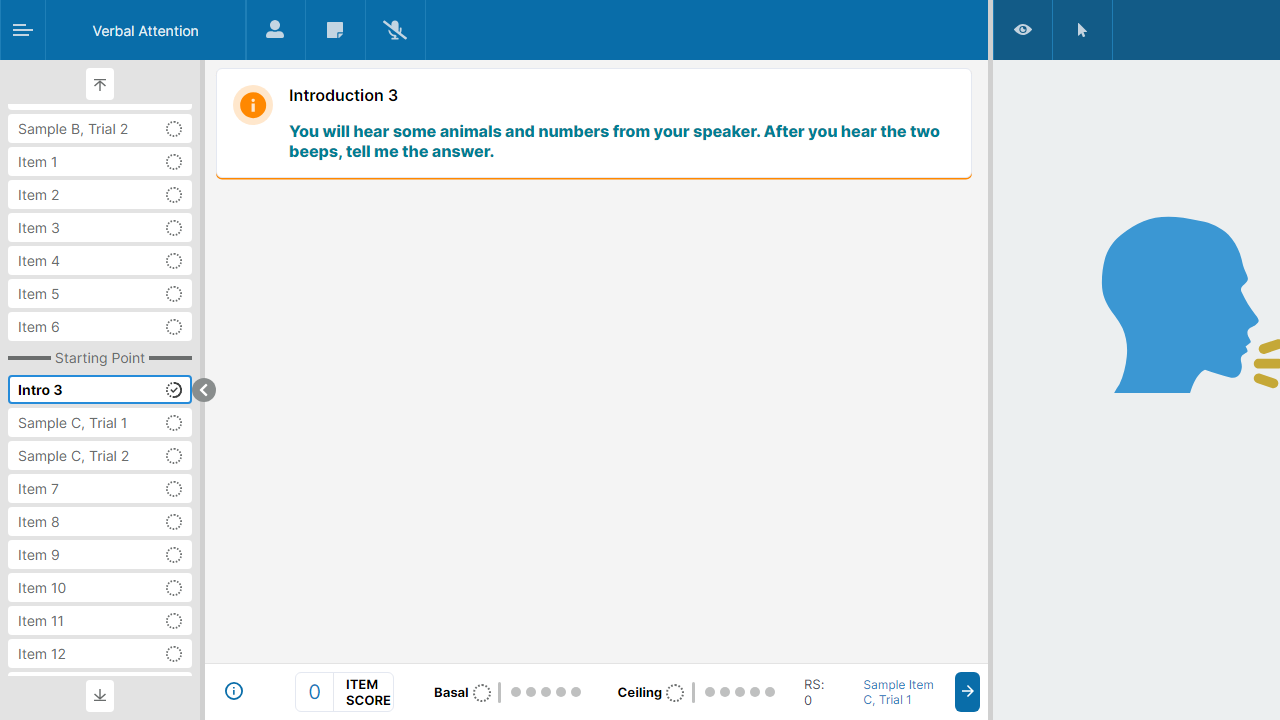 Verbal Attention
Sample B, Trial 2
Item 1
Item 2
Item 3
Item 4
Item 5
Item 6
Starting Point
Intro 3
Sample C, Trial 1
Sample C, Trial 2
Item 7
Item 8
Item 9
Item 10
Item 11
Item 12
Introduction 3
You will hear some animals and numbers from your speaker. After you hear the two
beeps, tell me the answer.
0
ITEM
SCORE
Basal
Ceiling
RS:
0
Sample Item
C, Trial 1